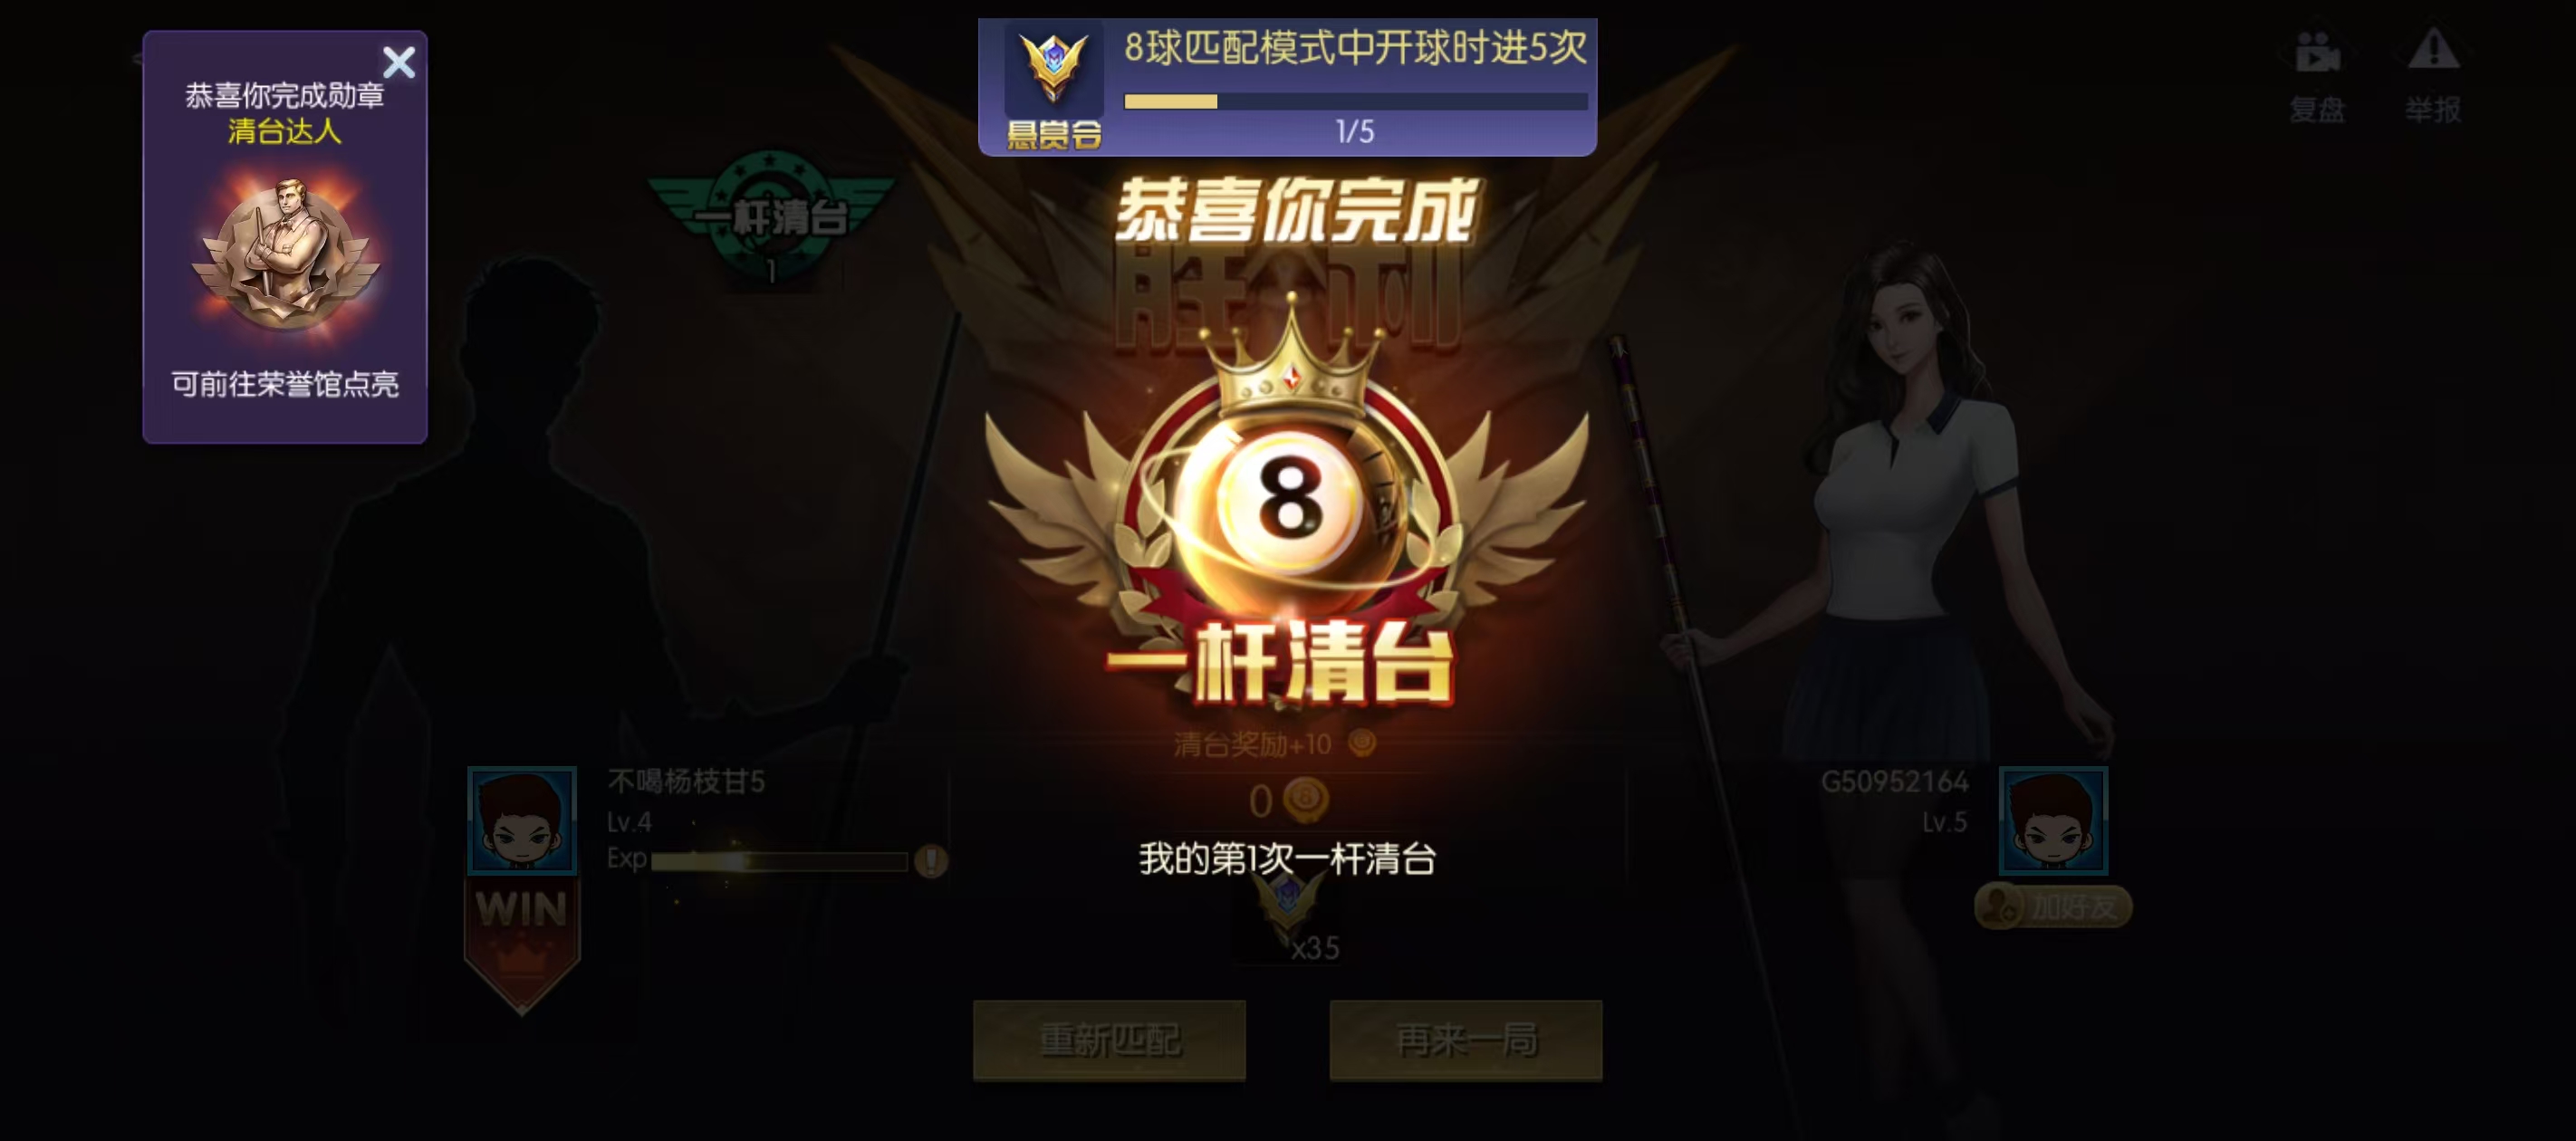 恭喜你完成勋章
清台达人
可前往荣誉馆点亮
8球匹配模式中开球时进5次
1/5
悬赏令
复盘
举报
一杆清台
1
恭喜你完成
胜利
8
一杆清台
清台奖励+10
0
我的第1次一杆清台
x35
不喝杨枝甘5
Lv.4
Exp
WIN
G50952164
Lv.5
加好友
重新匹配
再来一局